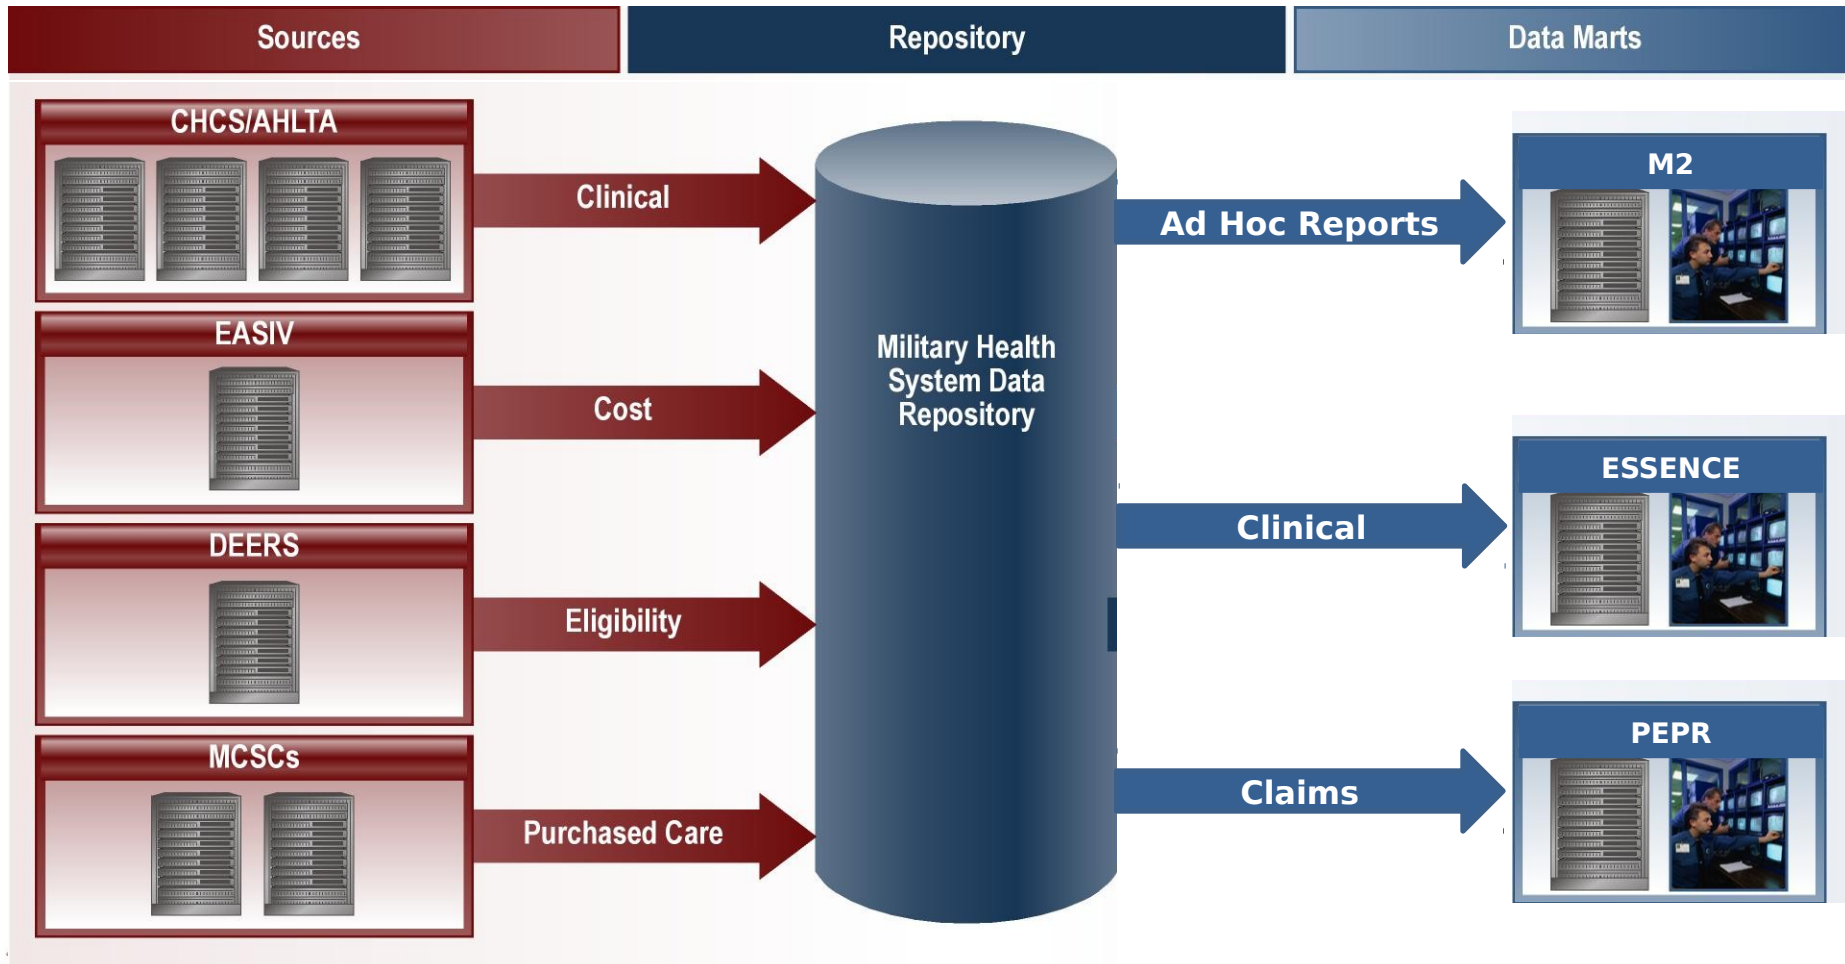 Sources
Repository
Data Marts
CHCS/AHLTA
Clinical
EASIV
Cost
DEERS
Eligibility
MCSCs
Purchased Care
Military Health
System Data
Repository
Ad Hoc Reports
M2
Clinical
ESSENCE
Claims
PEPR